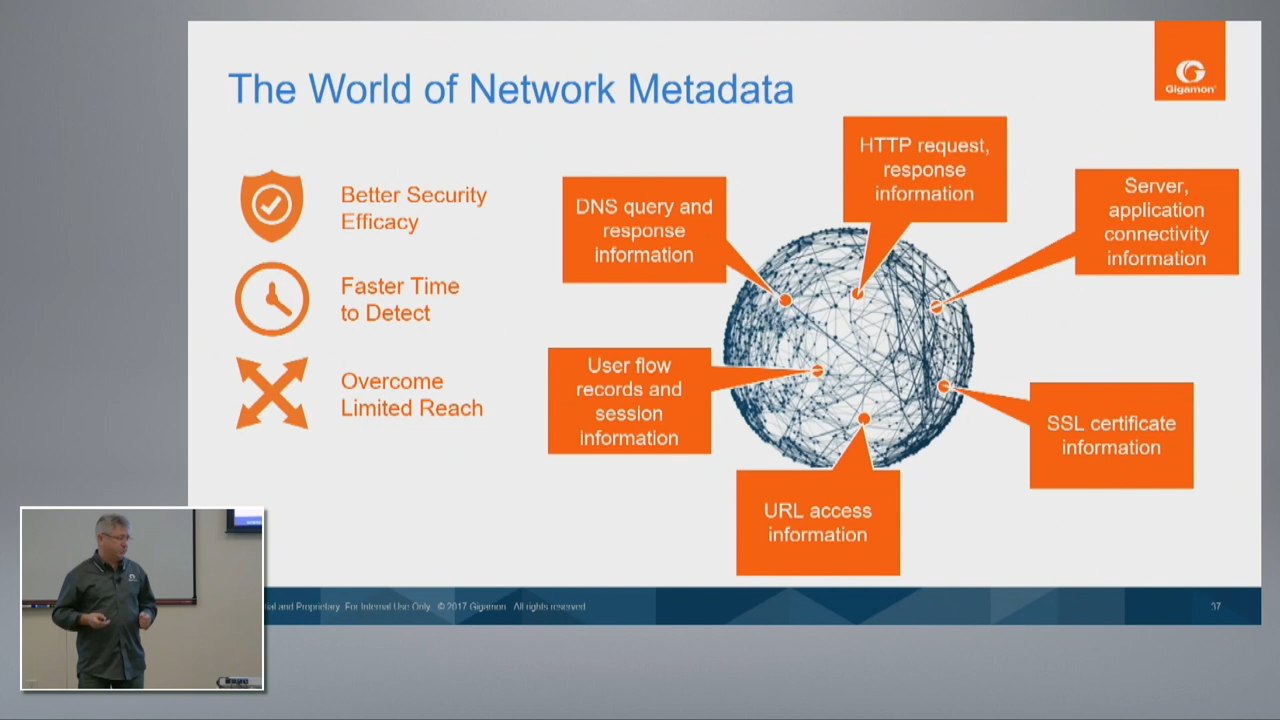 The World of Network Metadata
Gigamon
Better Security
Efficacy
Faster Time
to Detect
Overcome
Limited Reach
DNS query and
response
information
HTTP request,
response
information
Server,
application
connectivity
information
User flow
records and
session
information
SSL certificate
information
URL access
information
and Proprietary. For Internal Use Only. © 2017 Gigamon. All rights reserved.
37